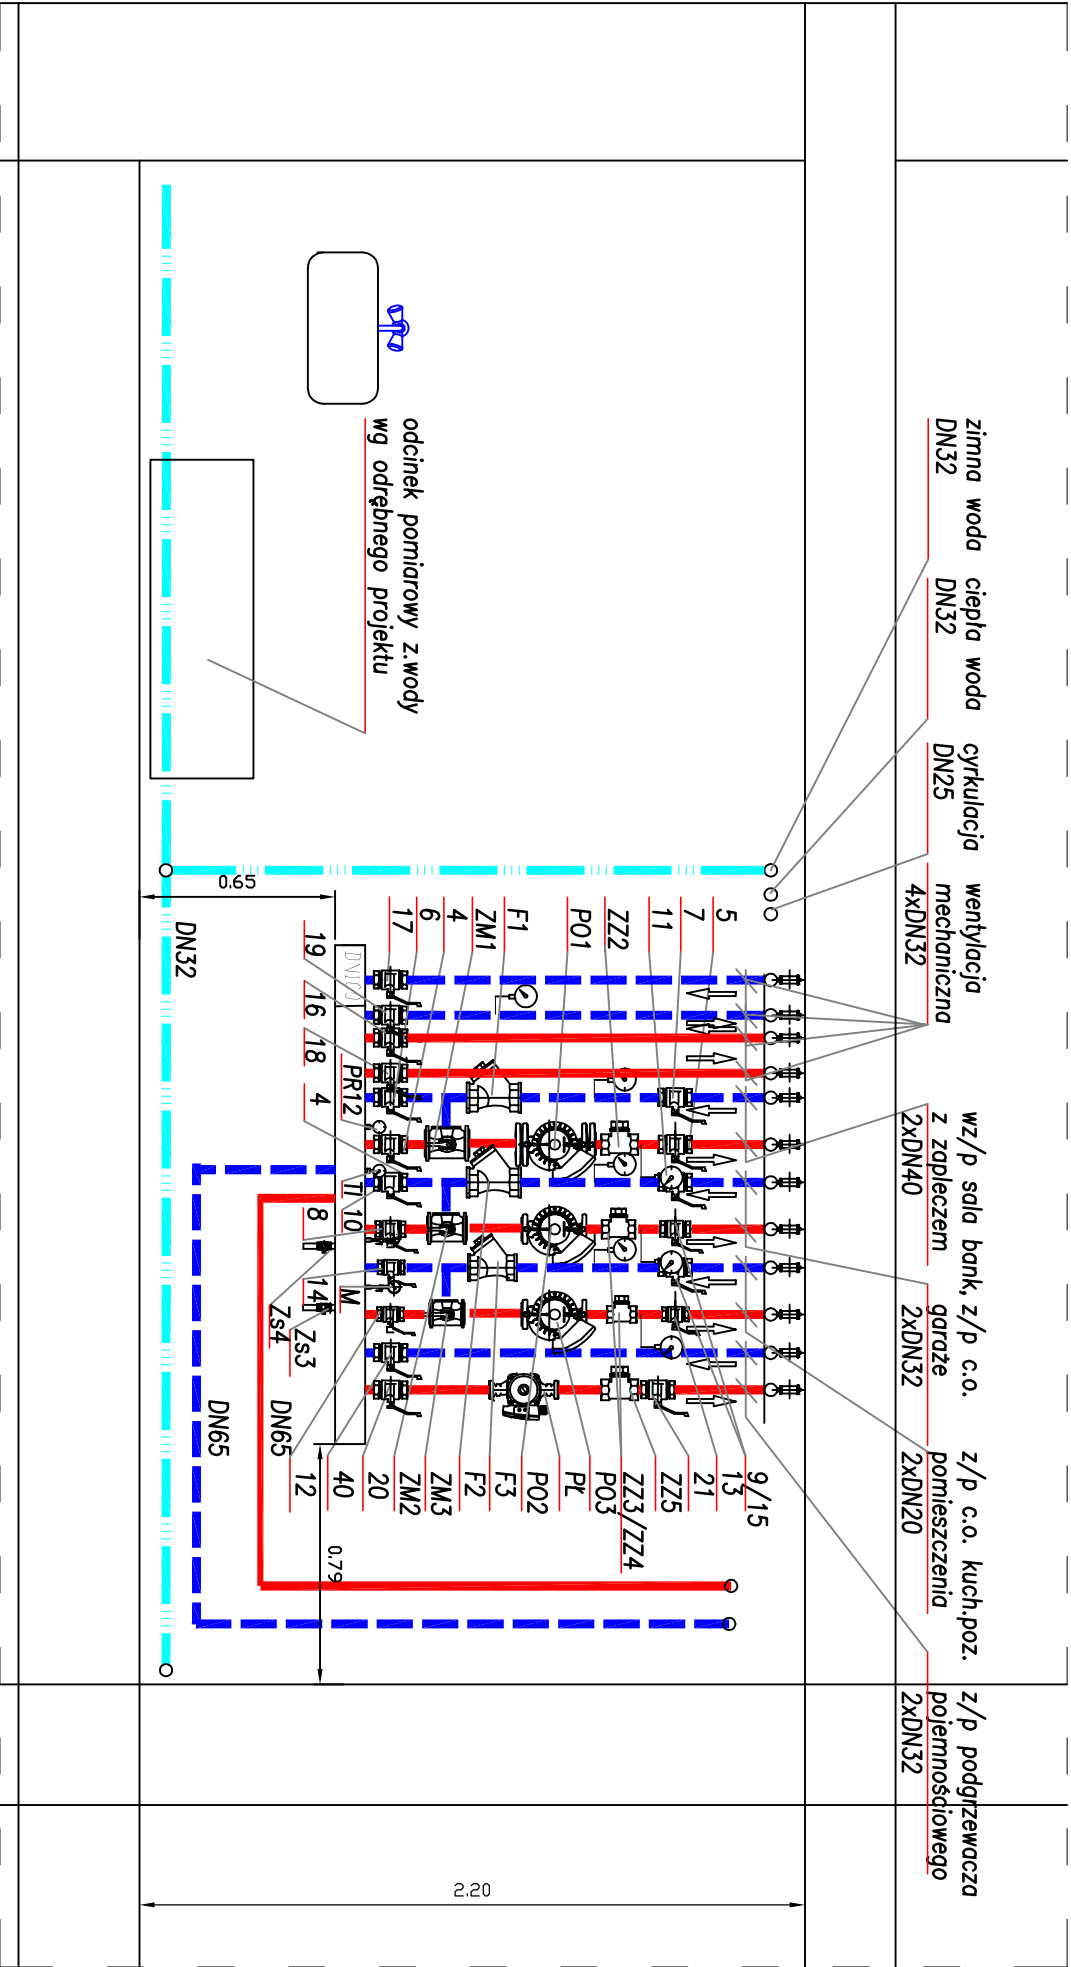 zimna woda
DN32
ciepła woda
DN32
cyrkulacja
DN25
wentylacja
mechaniczna
4xDN32
wz/p sala bank, z/p c.o.
z zapleczem
2xDN40
garaże
2xDN32
z/p c.o. kuch.poz.
pomieszczenia
2xDN20
z/p podgrzewacza
pojemnościowego
2xDN32
odcinek pomiarowy z.wody
wg odrębnego projektu
5
7
11
ZZ2
PO1
F1
ZM1
4
6
17
19
16
18
4
PR12
TI
10
8
M
14
Zs3
Zs4
DN100
0.65
DN32
DN65
DN65
9/15
13
21
ZZ5
ZZ3/ZZ4
PO3
PŁ
PO2
F3
F2
ZM3
ZM2
20
40
12
0.79
2.20